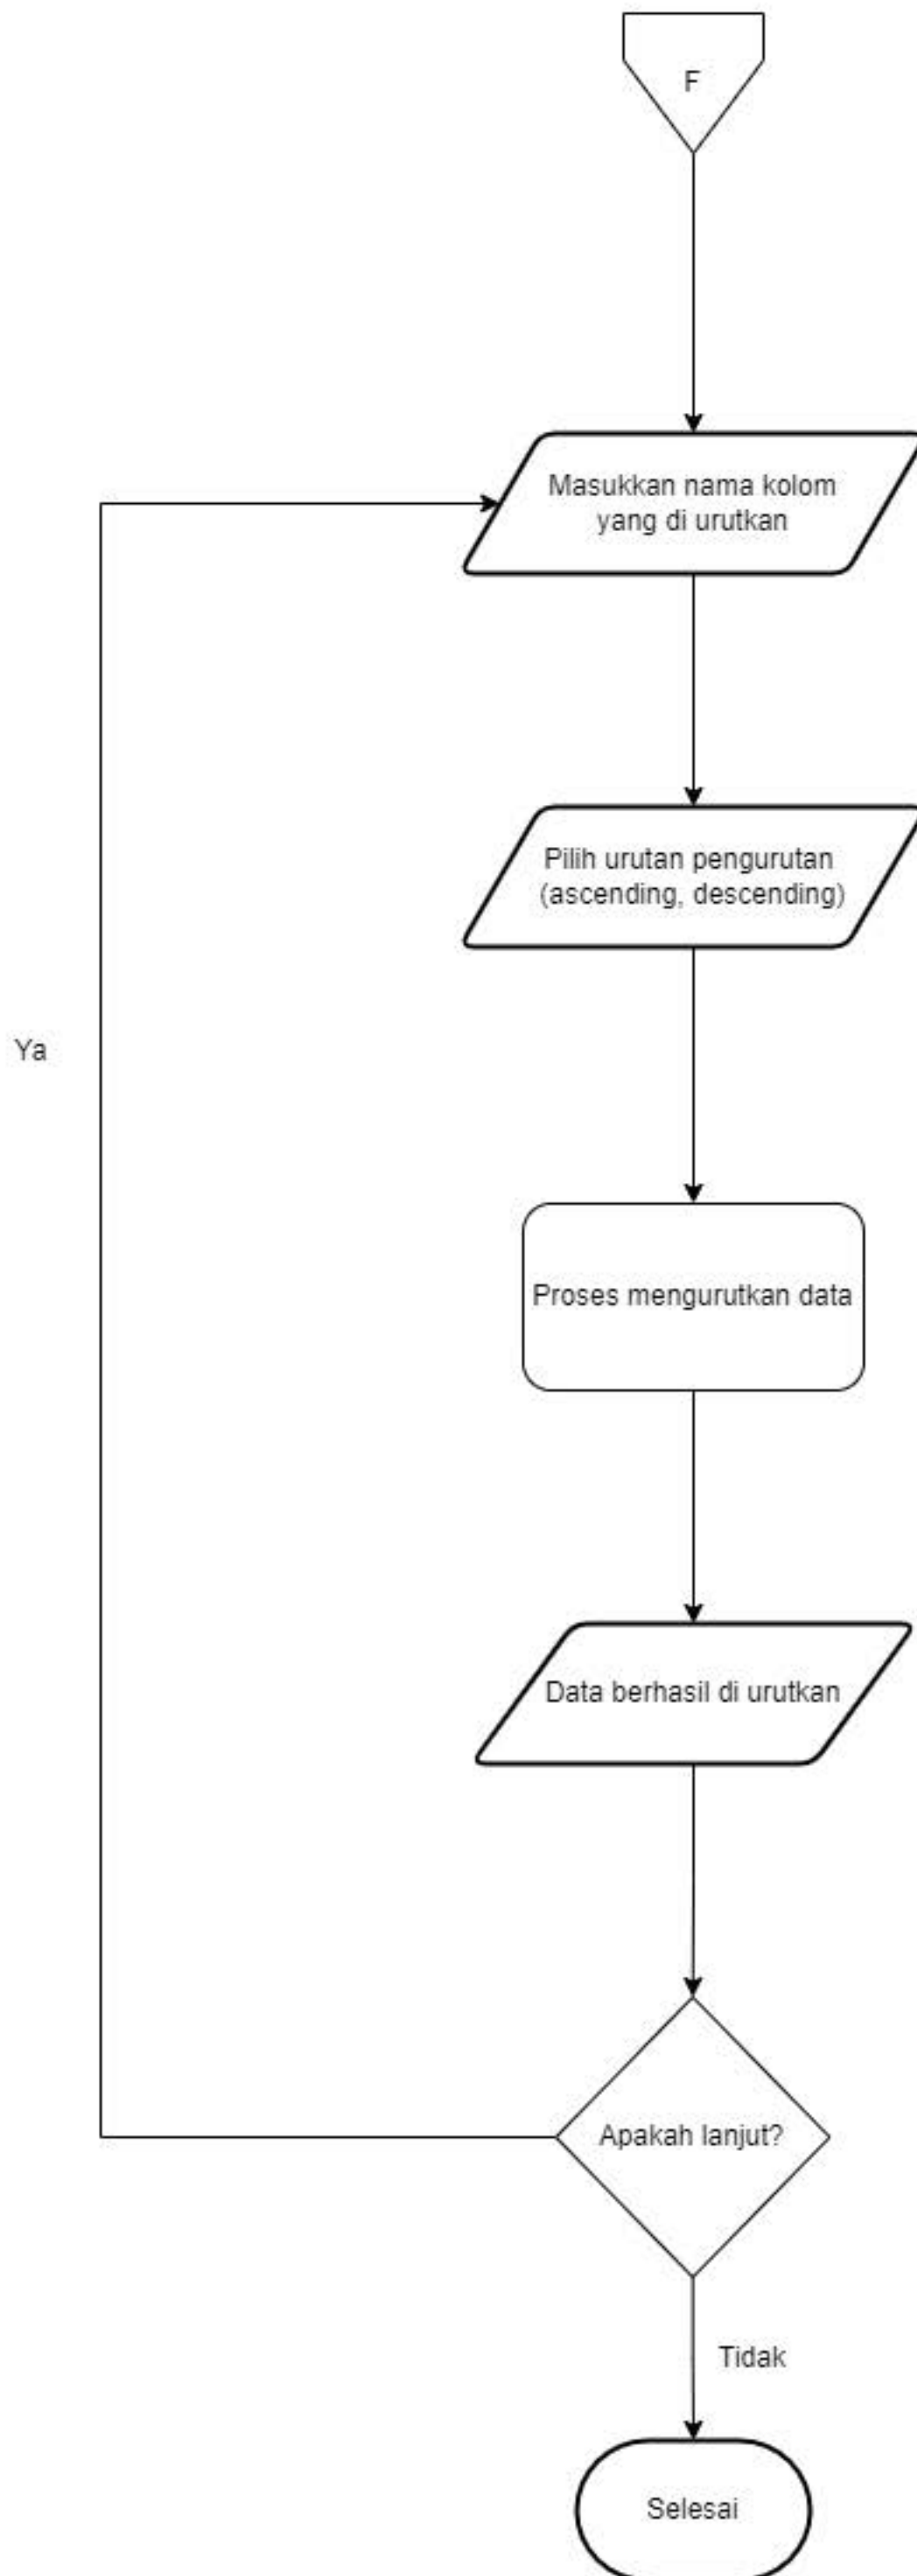 F
Masukkan nama kolom
yang di urutkan
Pilih urutan pengurutan
(ascending, descending)
Ya
Proses mengurutkan data
Data berhasil di urutkan
Apakah lanjut?
Tidak
Selesai